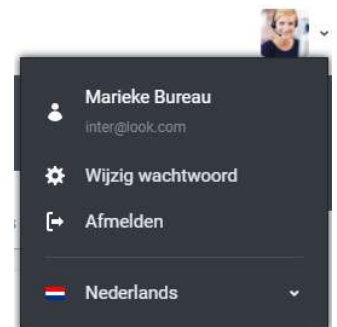 Marieke Bureau
inter@look.com
Wijzig wachtwoord
Afmelden
Nederlands